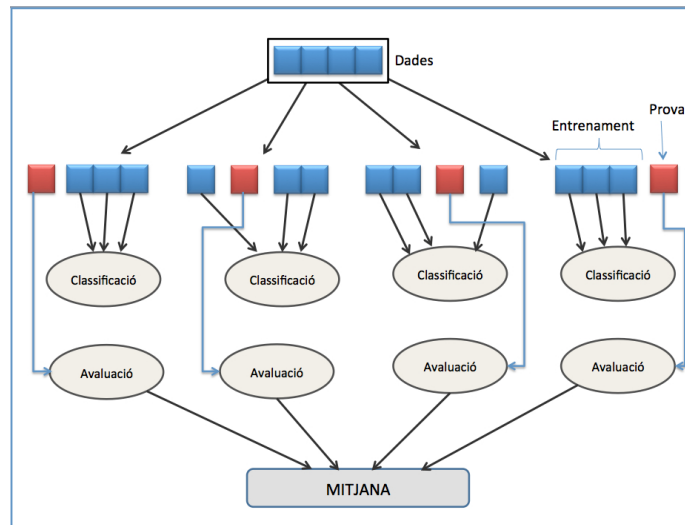 Dades
Prova
Entrenament
Classificació
Classificació
Classificació
Classificació
Avaluació
Avaluació
Avaluació
Avaluació
MITJANA